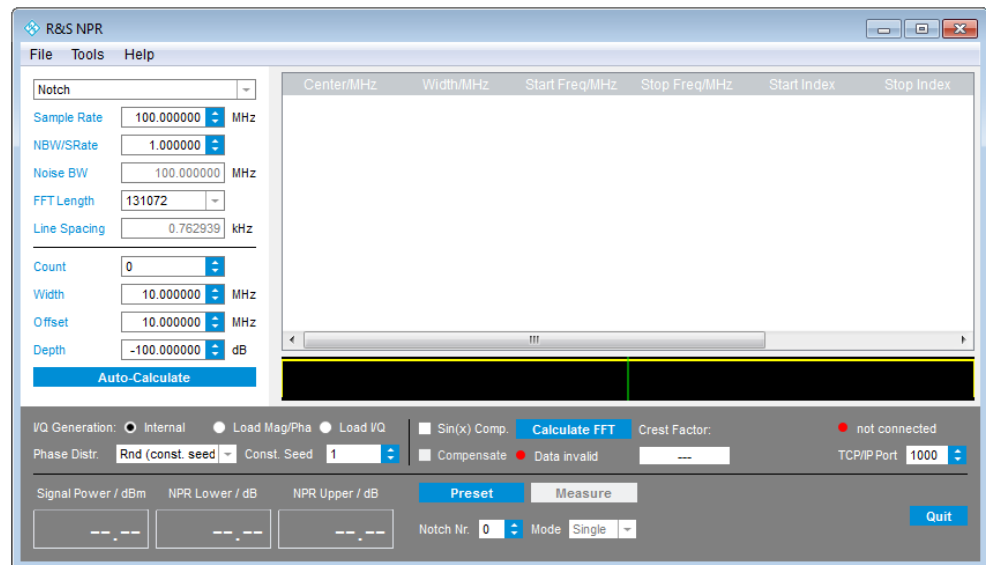 R&S NPR
File Tools Help
Notch
Center/MHz Width/MHz Start Freq/MHz Stop Freq/MHz Start Index Stop Index
Sample Rate 100.000000 MHz
NBW/SRate 1.000000
Noise BW 100.000000 MHz
FFT Length 131072
Line Spacing 0.762939 kHz
Count 0
Width 10.000000 MHz
Offset 10.000000 MHz
Depth -100.000000 dB
Auto-Calculate
I/Q Generation: Internal Load Mag/Pha Load I/Q Sin(x) Comp. Calculate FFT Crest Factor: not connected
Phase Distr. Rnd (const. seed Const. Seed 1 Compensate Data invalid --- TCP/IP Port 1000
Signal Power / dBm NPR Lower / dB NPR Upper / dB Preset Measure
--.-- --.-- --.-- Notch Nr. 0 Mode Single Quit